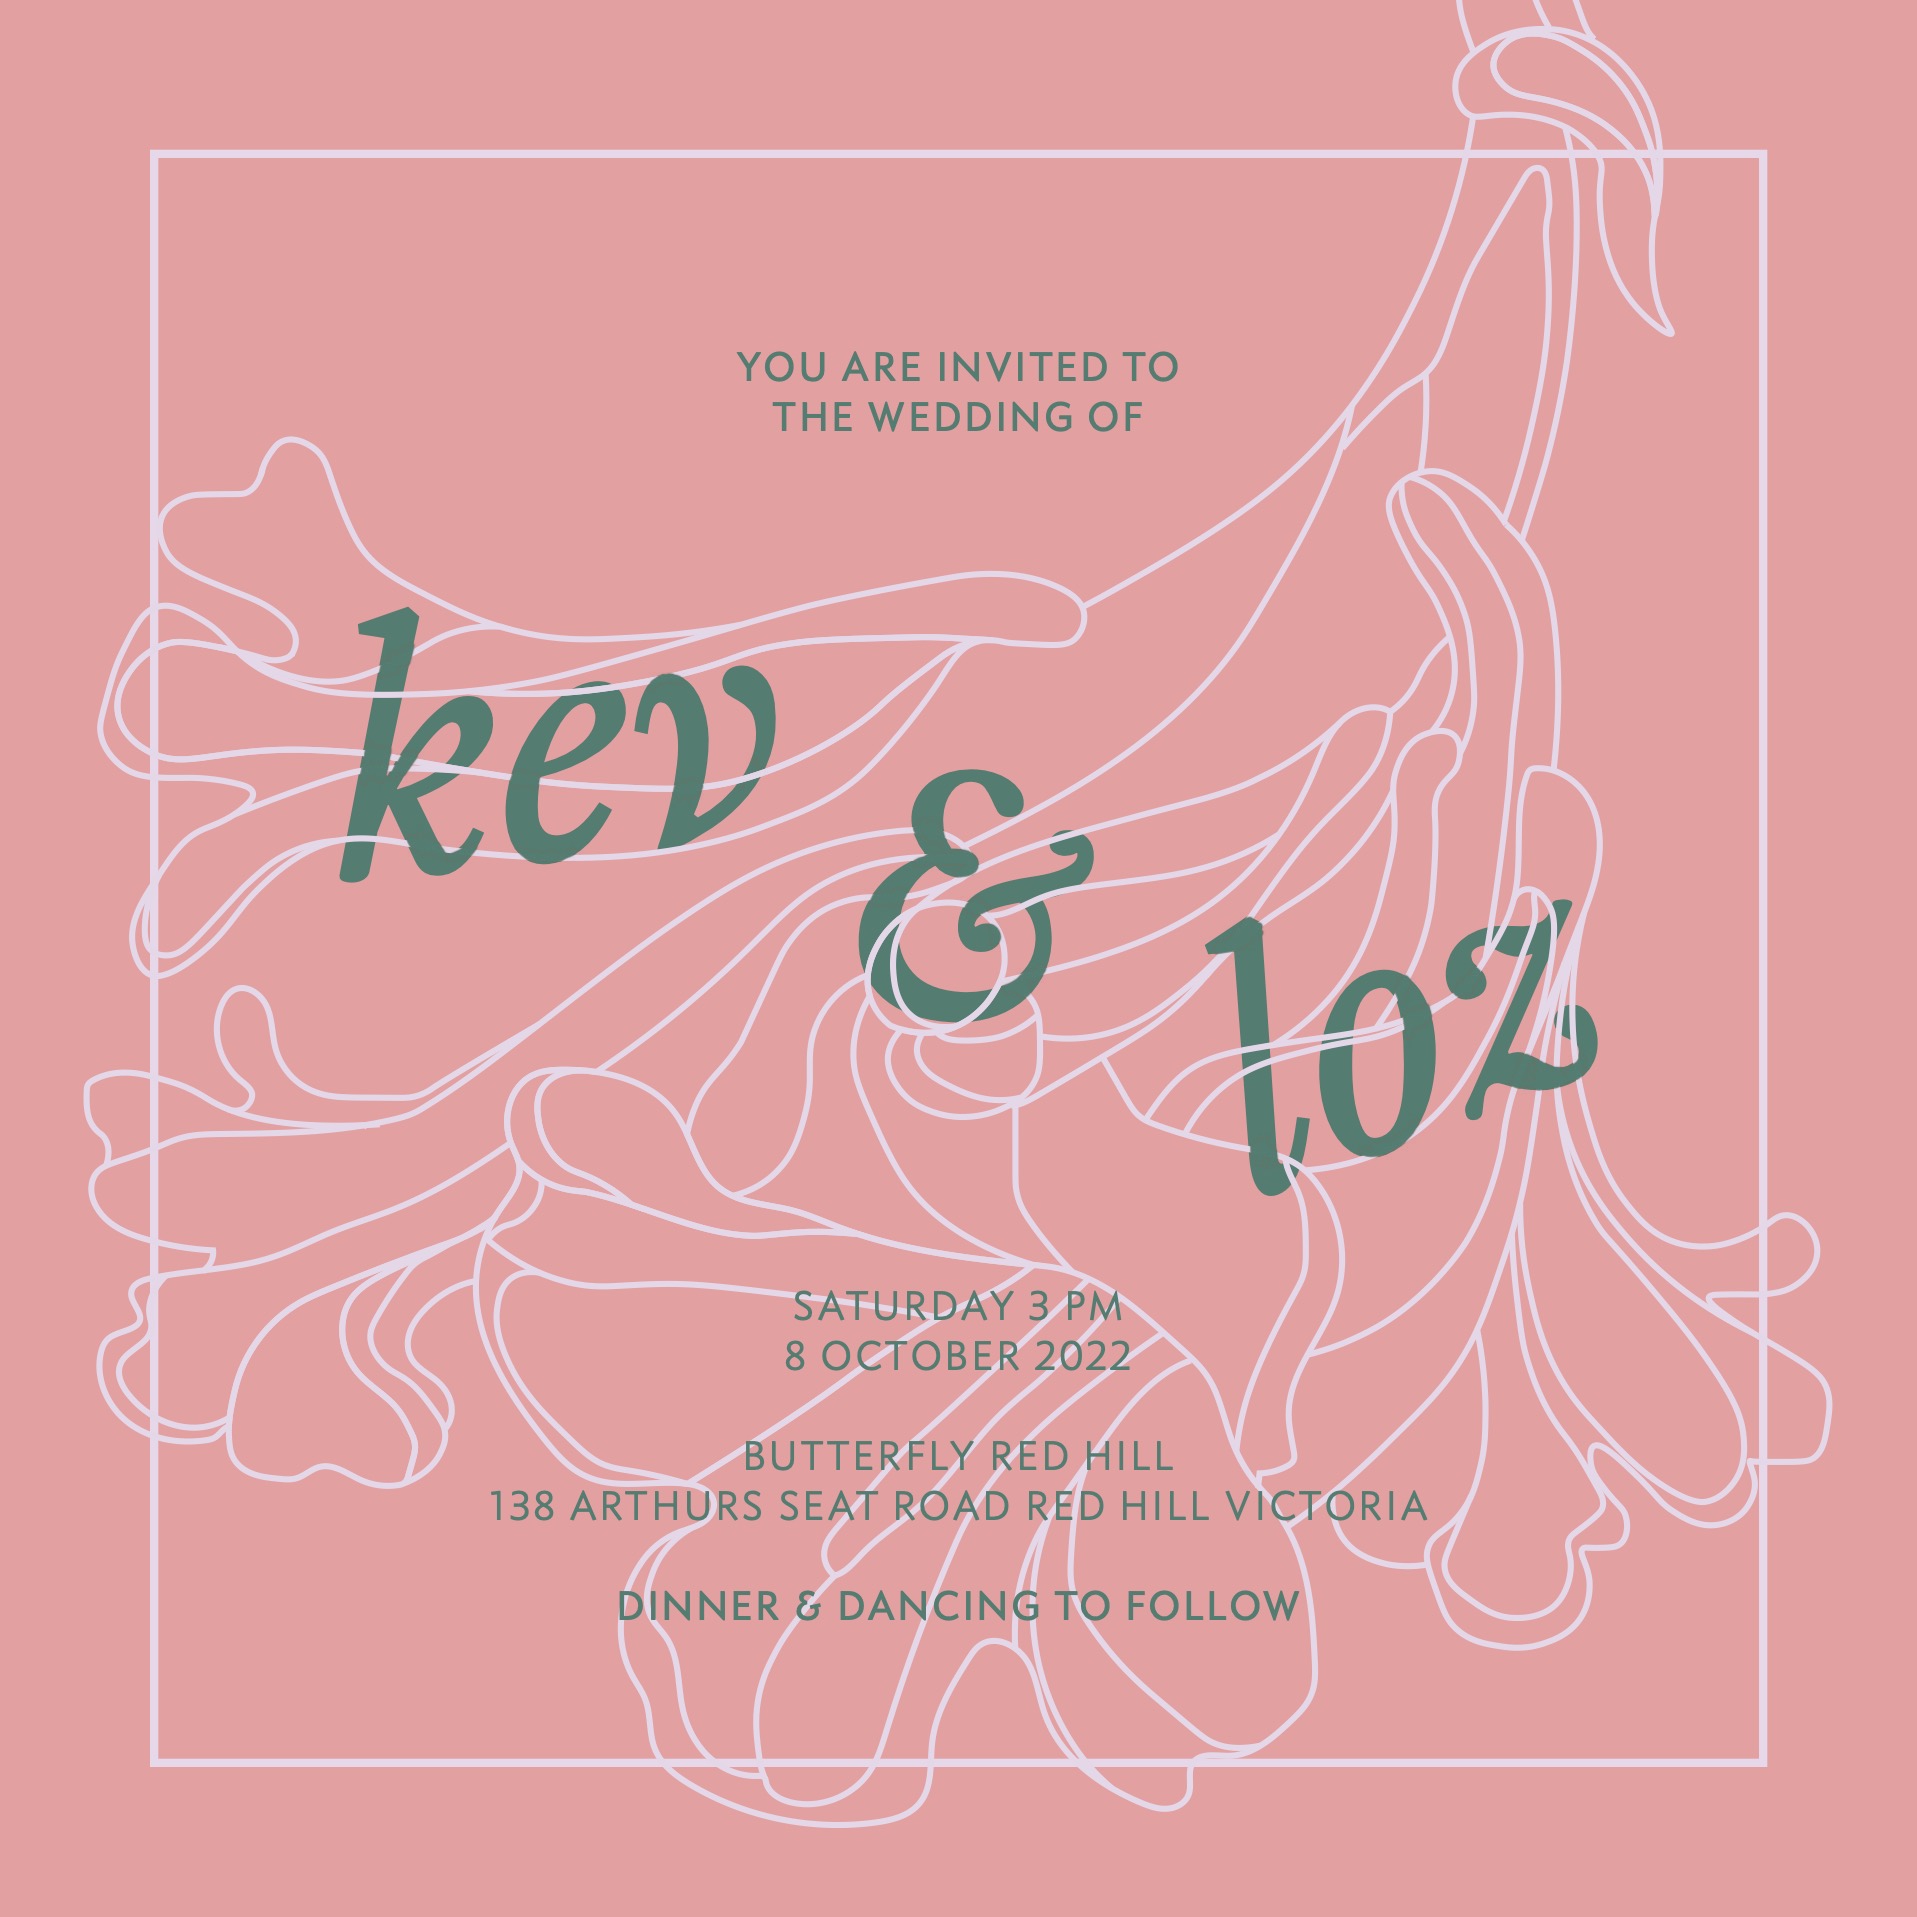 YOU ARE INVITED TO
THE WEDDING OF
kev
&
loz
SATURDAY 3 PM
8 OCTOBER 2022
BUTTERFLY RED HILL
138 ARTHURS SEAT ROAD RED HILL VICTORIA
DINNER & DANCING TO FOLLOW